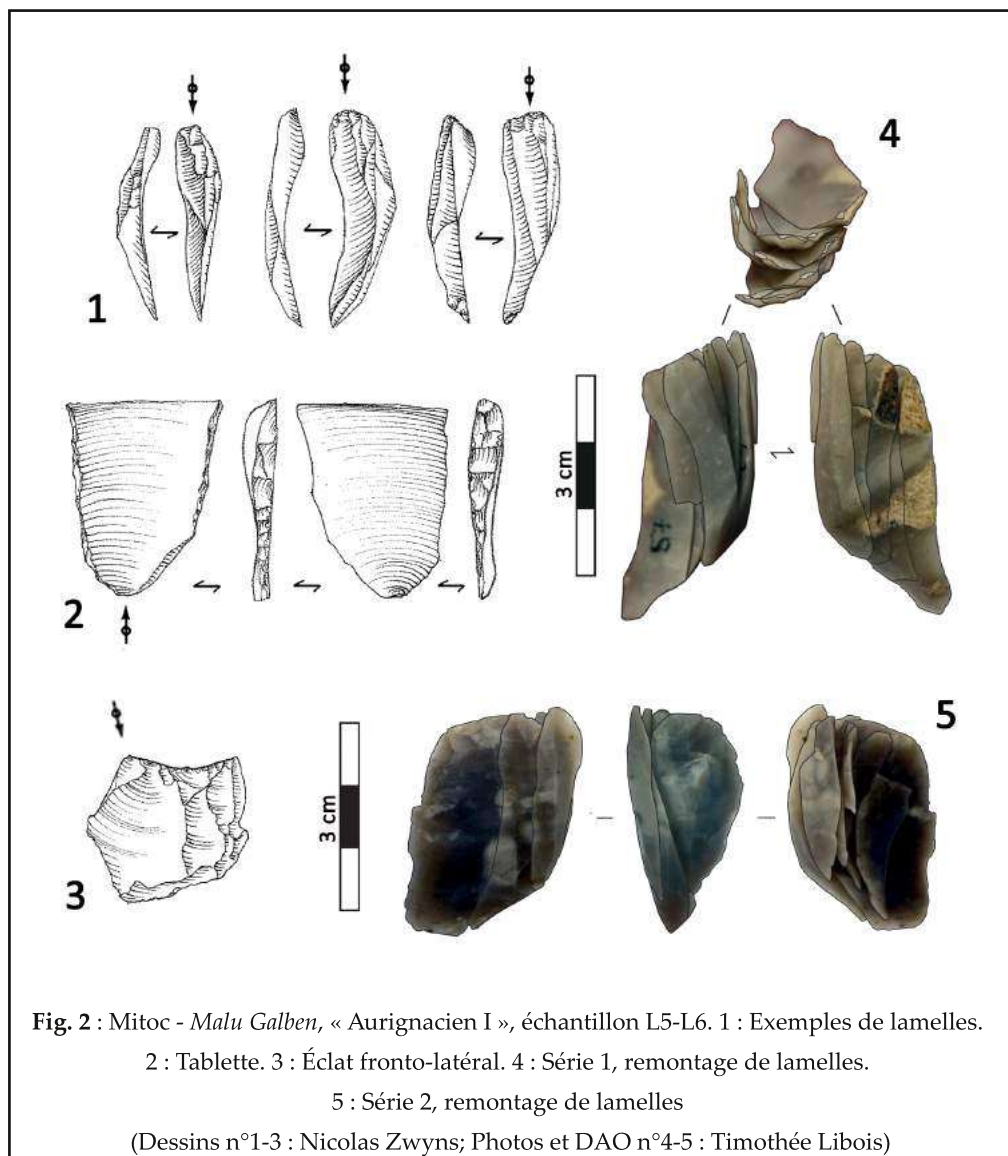 4
1
3 cm
57
2
5
3 cm
3
Fig. 2 : Mitoc - Malu Galben, « Aurignacien I », échantillon L5-L6. 1 : Exemples de lamelles.
2 : Tablette. 3 : Éclat fronto-latéral. 4 : Série 1, remontage de lamelles.
5 : Série 2, remontage de lamelles
(Dessins n°1-3 : Nicolas Zwyns; Photos et DAO n°4-5 : Timothée Libois)